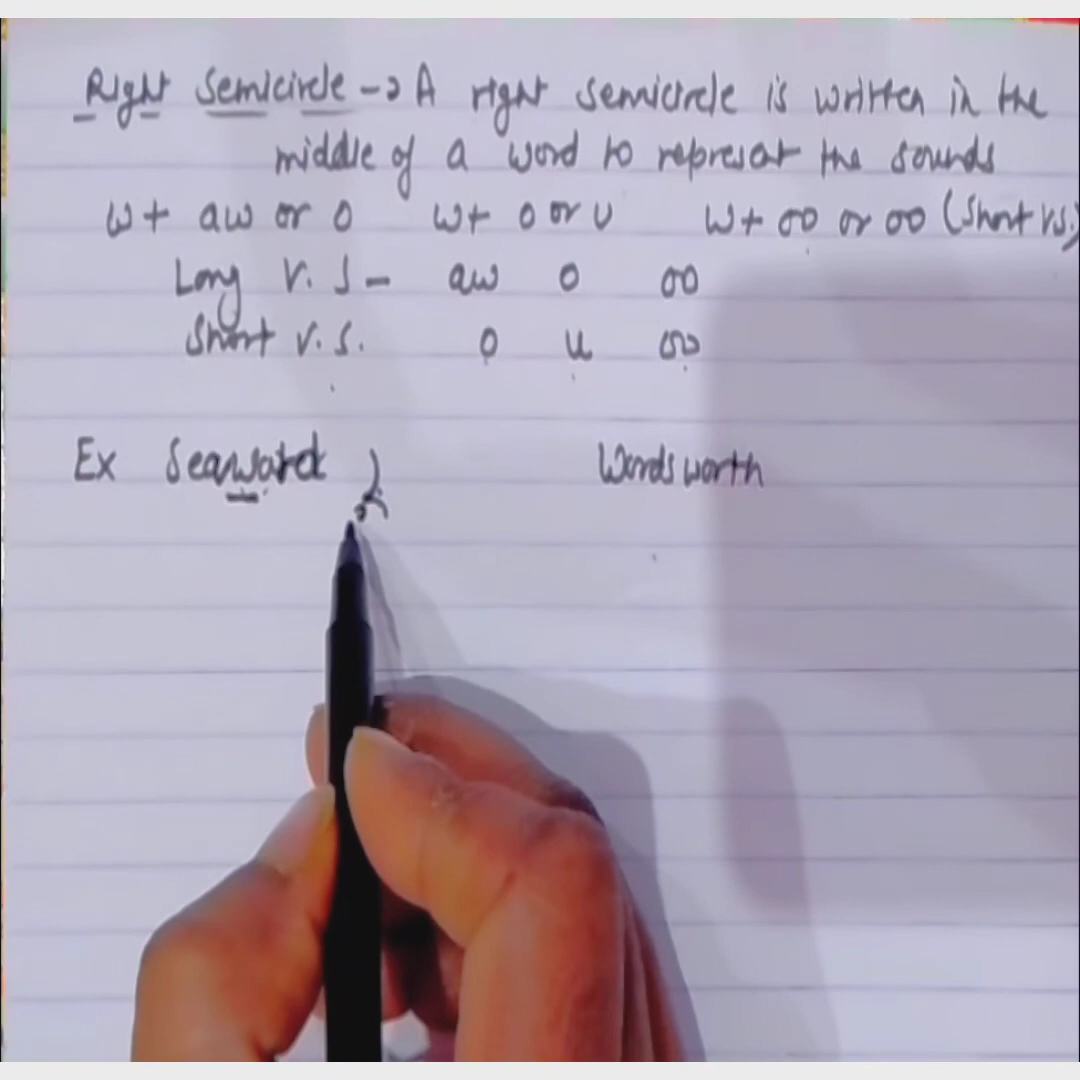 Right Semicircle -> A right semicircle is written in the
middle of a word to represat the sounds
w+ aw or o w+ o or u w+ oo or oo (short v.s.)
Long v. s - aw o oo
Short v. s. o u oo
Ex Seaward Wordsworth